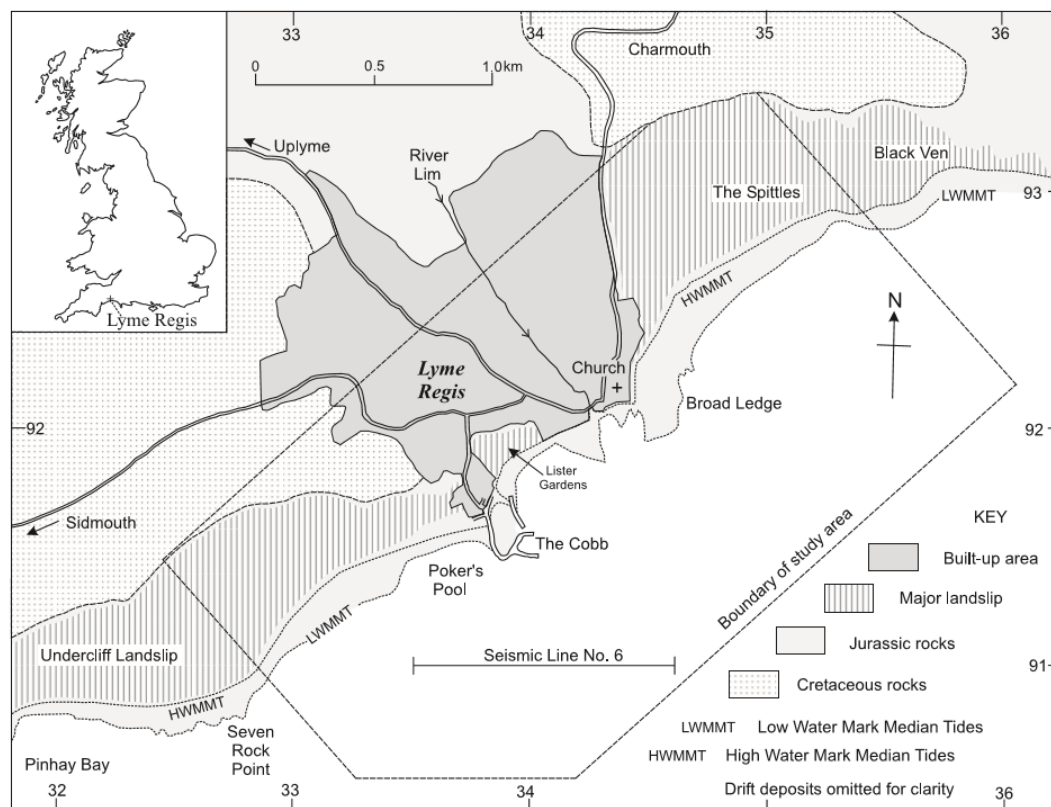 33
34
35
36
Charmouth
0
0.5
1.0km
Uplyme
River
Lim
Black Ven
The Spittles
LWMMT
93
HWMMT
N
Lyme Regis
Lyme
Regis
Church
Broad Ledge
92
92
Lister
Gardens
Sidmouth
The Cobb
Poker's
Pool
Boundary of study area
KEY
Built-up area
Major landslip
Jurassic rocks
Cretaceous rocks
LWMMT
Undercliff Landslip
Seismic Line No. 6
91
HWMMT
LWMMT Low Water Mark Median Tides
HWMMT High Water Mark Median Tides
Drift deposits omitted for clarity
Seven
Rock
Point
Pinhay Bay
32
33
34
36